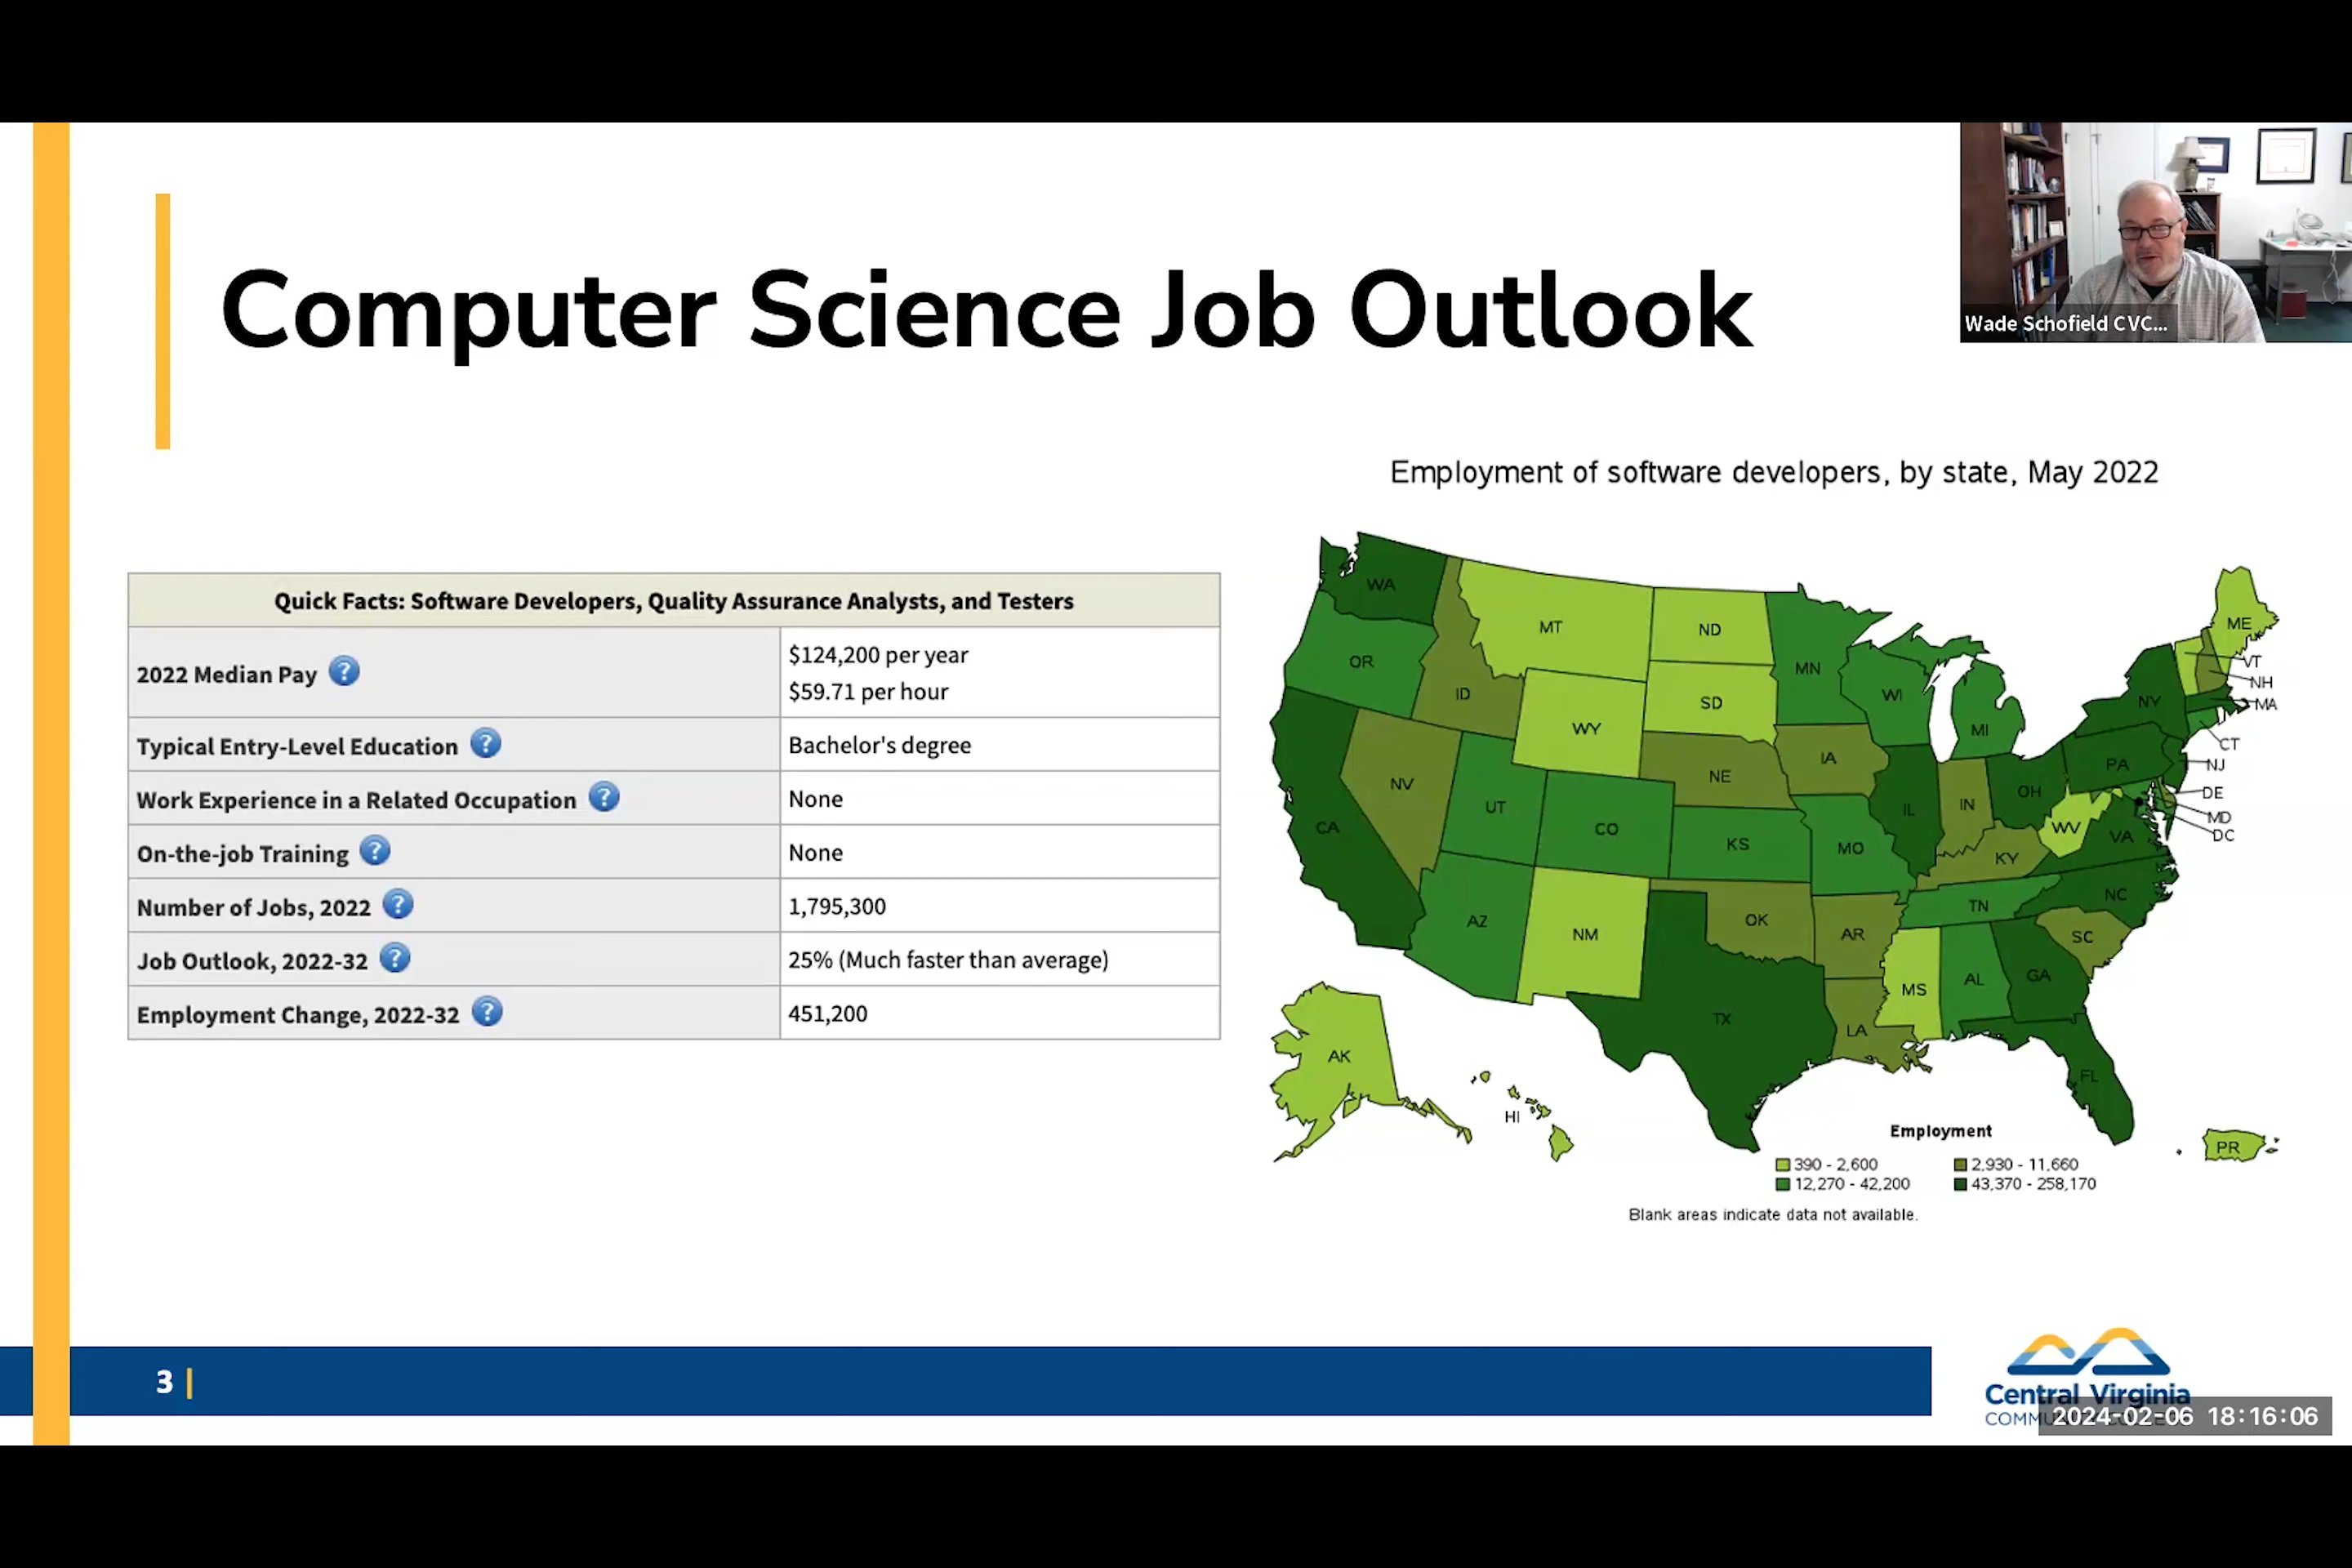 Computer Science Job Outlook
Wade Schofield CVC...
Employment of software developers, by state, May 2022
Quick Facts: Software Developers, Quality Assurance Analysts, and Testers
2022 Median Pay ?
$124,200 per year
$59.71 per hour
Typical Entry-Level Education ?
Bachelor's degree
Work Experience in a Related Occupation ?
None
On-the-job Training ?
None
Number of Jobs, 2022 ?
1,795,300
Job Outlook, 2022-32 ?
25% (Much faster than average)
Employment Change, 2022-32 ?
451,200
WA
MT
ND
OR
ID
WY
SD
MN
WI
MI
NY
ME
VT
NH
MA
CT
NJ
DE
MD
DC
CA
NV
UT
CO
NE
IA
KS
MO
IL
IN
OH
PA
WV
VA
KY
AZ
NM
OK
AR
TN
NC
SC
TX
LA
MS
AL
GA
FL
AK
HI
PR
Employment
390 - 2,600
2,930 - 11,660
12,270 - 42,200
43,370 - 258,170
Blank areas indicate data not available.
3
Central Virginia
COMM
2024-02-06 18:16:06